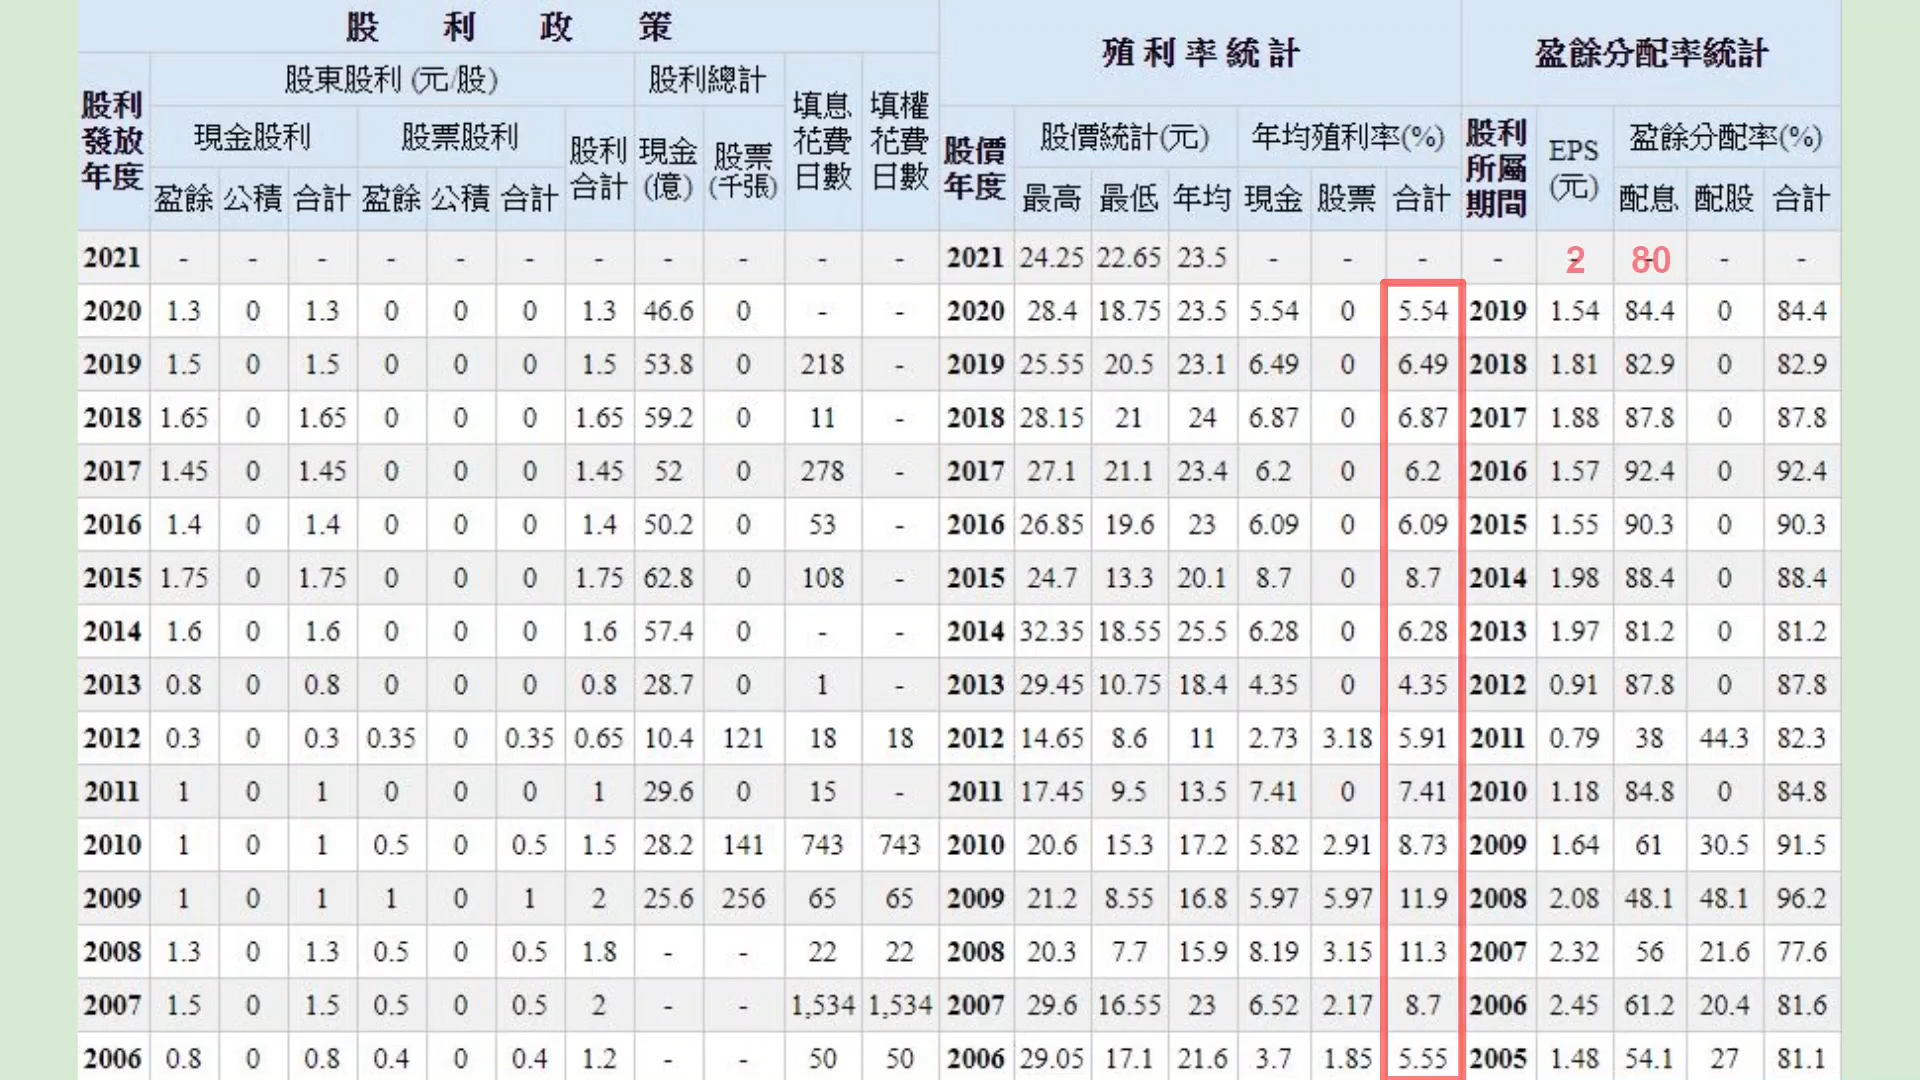 股 利 政 策 殖 利 率 統 計 盈餘分配率統計
股利發放年度 股東股利 (元/股) 股利總計 填息花費日數 填權花費日數 股價年度 股價統計(元) 年均殖利率(%) 股利所屬期間 EPS(元) 盈餘分配率(%)
現金股利 股票股利 股利合計 現金(億) 股票(千張)
盈餘 公積 合計 盈餘 公積 合計 最高 最低 年均 現金 股票 合計 配息 配股 合計
2021 - - - - - - - - - - - 2021 24.25 22.65 23.5 - - - - 2 80 - -
2020 1.3 0 1.3 0 0 0 1.3 46.6 0 - - 2020 28.4 18.75 23.5 5.54 0 5.54 2019 1.54 84.4 0 84.4
2019 1.5 0 1.5 0 0 0 1.5 53.8 0 218 - 2019 25.55 20.5 23.1 6.49 0 6.49 2018 1.81 82.9 0 82.9
2018 1.65 0 1.65 0 0 0 1.65 59.2 0 11 - 2018 28.15 21 24 6.87 0 6.87 2017 1.88 87.8 0 87.8
2017 1.45 0 1.45 0 0 0 1.45 52 0 278 - 2017 27.1 21.1 23.4 6.2 0 6.2 2016 1.57 92.4 0 92.4
2016 1.4 0 1.4 0 0 0 1.4 50.2 0 53 - 2016 26.85 19.6 23 6.09 0 6.09 2015 1.55 90.3 0 90.3
2015 1.75 0 1.75 0 0 0 1.75 62.8 0 108 - 2015 24.7 13.3 20.1 8.7 0 8.7 2014 1.98 88.4 0 88.4
2014 1.6 0 1.6 0 0 0 1.6 57.4 0 - - 2014 32.35 18.55 25.5 6.28 0 6.28 2013 1.97 81.2 0 81.2
2013 0.8 0 0.8 0 0 0 0.8 28.7 0 1 - 2013 29.45 10.75 18.4 4.35 0 4.35 2012 0.91 87.8 0 87.8
2012 0.3 0 0.3 0.35 0 0.35 0.65 10.4 121 18 18 2012 14.65 8.6 11 2.73 3.18 5.91 2011 0.79 38 44.3 82.3
2011 1 0 1 0 0 0 1 29.6 0 15 - 2011 17.45 9.5 13.5 7.41 0 7.41 2010 1.18 84.8 0 84.8
2010 1 0 1 0.5 0 0.5 1.5 28.2 141 743 743 2010 20.6 15.3 17.2 5.82 2.91 8.73 2009 1.64 61 30.5 91.5
2009 1 0 1 1 0 1 2 25.6 256 65 65 2009 21.2 8.55 16.8 5.97 5.97 11.9 2008 2.08 48.1 48.1 96.2
2008 1.3 0 1.3 0.5 0 0.5 1.8 - - 22 22 2008 20.3 7.7 15.9 8.19 3.15 11.3 2007 2.32 56 21.6 77.6
2007 1.5 0 1.5 0.5 0 0.5 2 - - 1,534 1,534 2007 29.6 16.55 23 6.52 2.17 8.7 2006 2.45 61.2 20.4 81.6
2006 0.8 0 0.8 0.4 0 0.4 1.2 - - 50 50 2006 29.05 17.1 21.6 3.7 1.85 5.55 2005 1.48 54.1 27 81.1